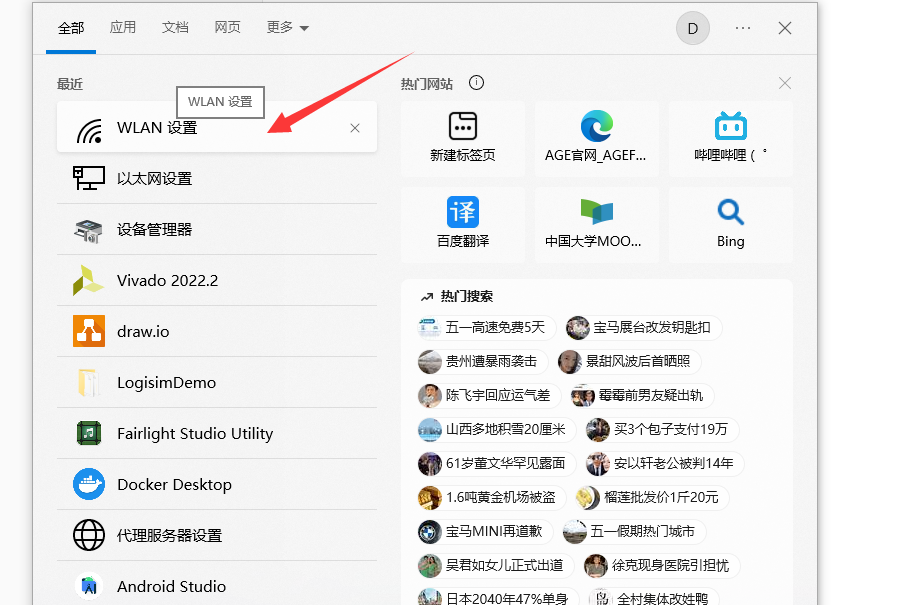 全部 应用 文档 网页 更多
D
最近
WLAN 设置
WLAN 设置
以太网设置
设备管理器
Vivado 2022.2
draw.io
LogisimDemo
Fairlight Studio Utility
Docker Desktop
代理服务器设置
Android Studio
热门网站
新建标签页
AGE官网_AGEF...
哔哩哔哩 ( ゜
百度翻译
中国大学MOO...
Bing
热门搜索
五一高速免费5天
宝马展台改发钥匙扣
贵州遭暴雨袭击
景甜风波后首晒照
陈飞宇回应运气差
霉霉前男友疑出轨
山西多地积雪20厘米
买3个包子支付19万
61岁董文华罕见露面
安以轩老公被判14年
1.6吨黄金机场被盗
榴莲批发价1斤20元
宝马MINI再道歉
五一假期热门城市
吴君如女儿正式出道
徐克现身医院引担忧
日本2040年47%单身
全村集体改姓鸭